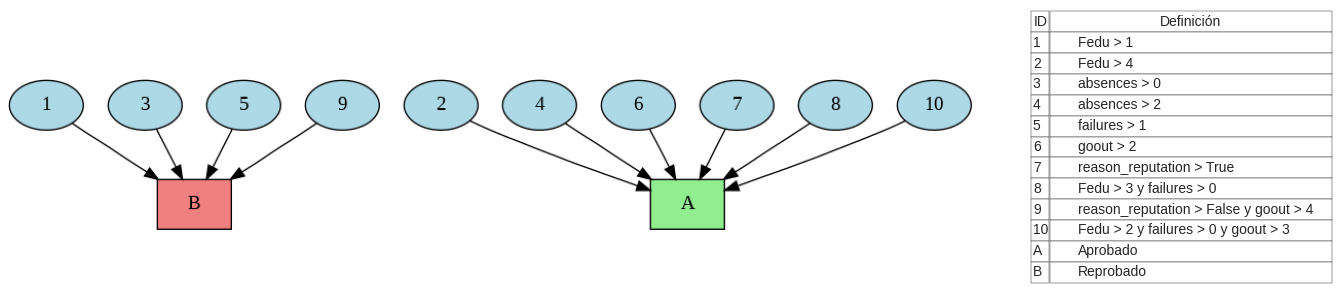 1 3 5 9 2 4 6 7 8 10
B A
ID Definición
1 Fedu > 1
2 Fedu > 4
3 absences > 0
4 absences > 2
5 failures > 1
6 goout > 2
7 reason_reputation > True
8 Fedu > 3 y failures > 0
9 reason_reputation > False y goout > 4
10 Fedu > 2 y failures > 0 y goout > 3
A Aprobado
B Reprobado